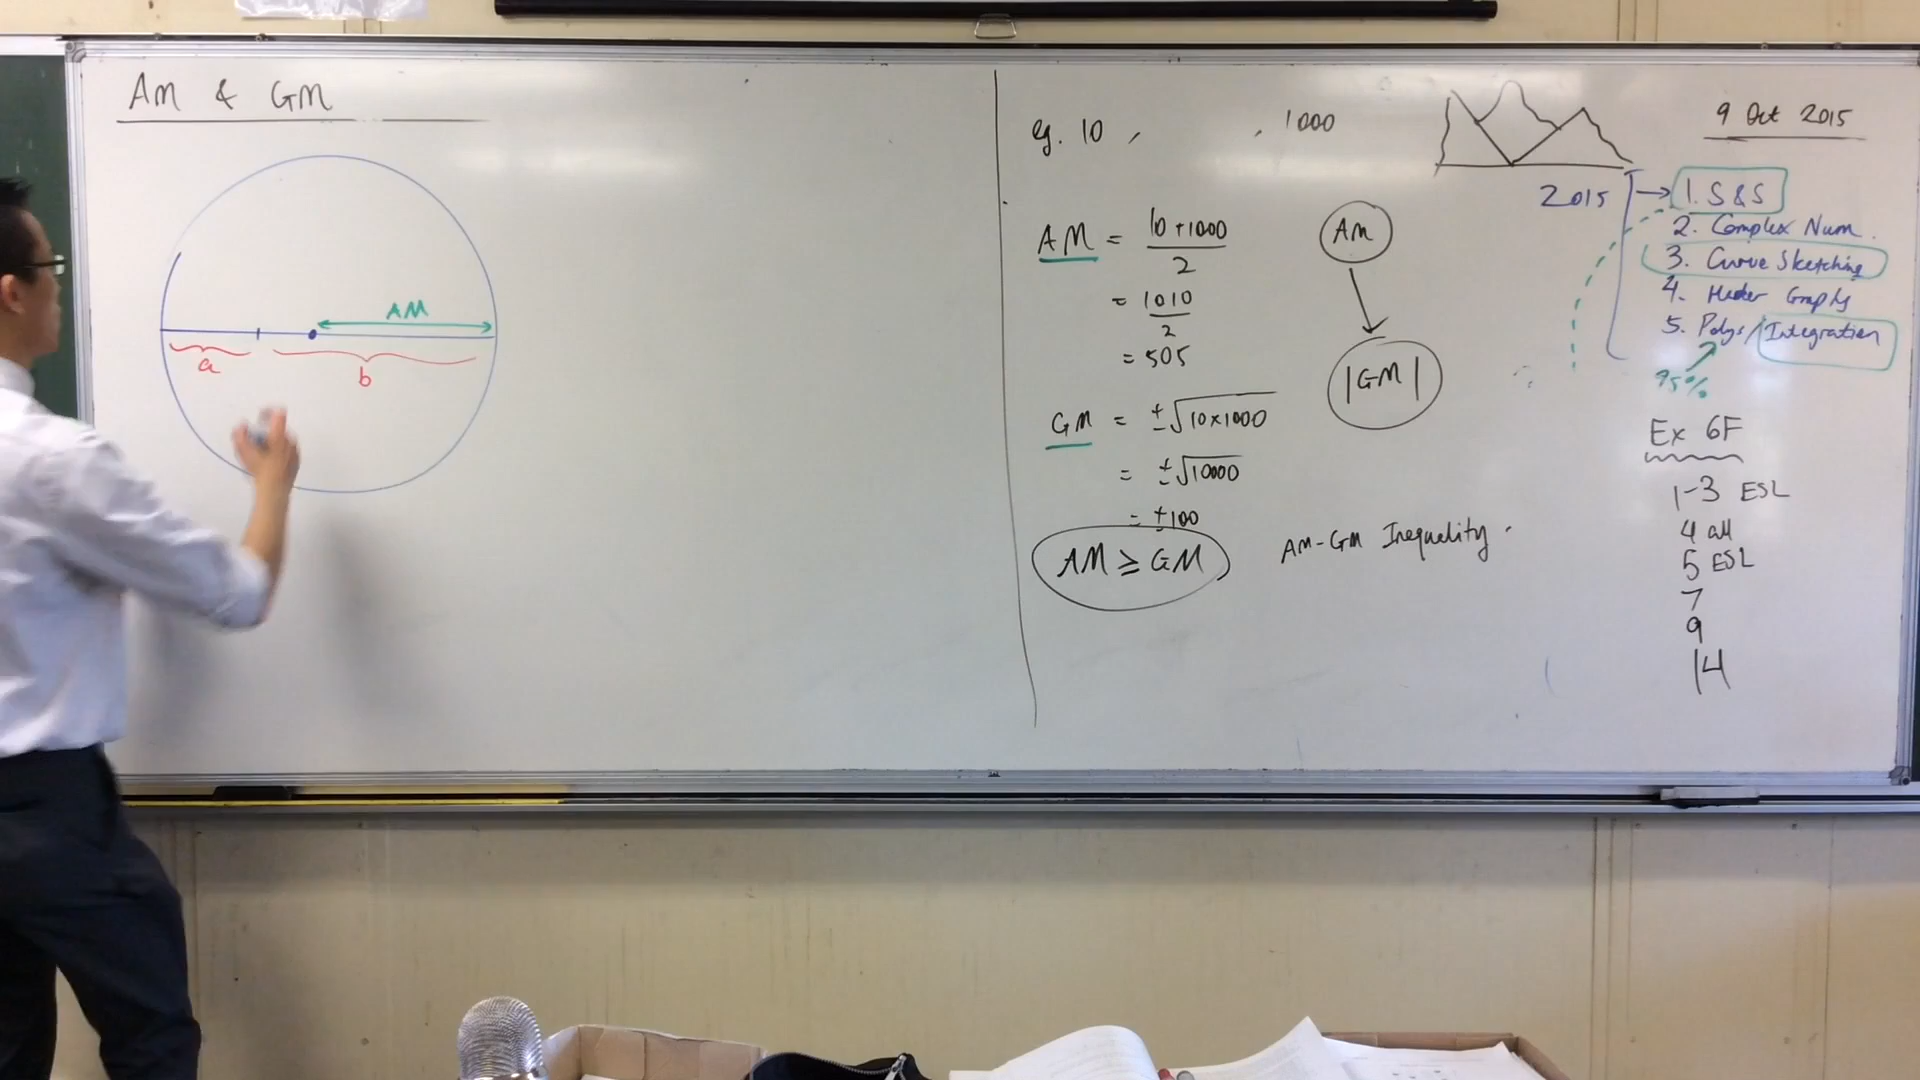 AM & GM
AM
a
b
eg. 10 , , 1000
AM = 10 + 1000 / 2
= 1010 / 2
= 505
GM = ±√10×1000
= ±√10000
= ±100
AM ≥ GM
AM-GM Inequality.
AM
|GM|
9 Oct 2015
2015
1. S & S
2. Complex Num.
3. Curve Sketching
4. Harder Graphs
5. Polys / Integration
95%
Ex 6F
1-3 ESL
4 all
5 ESL
7
9
14